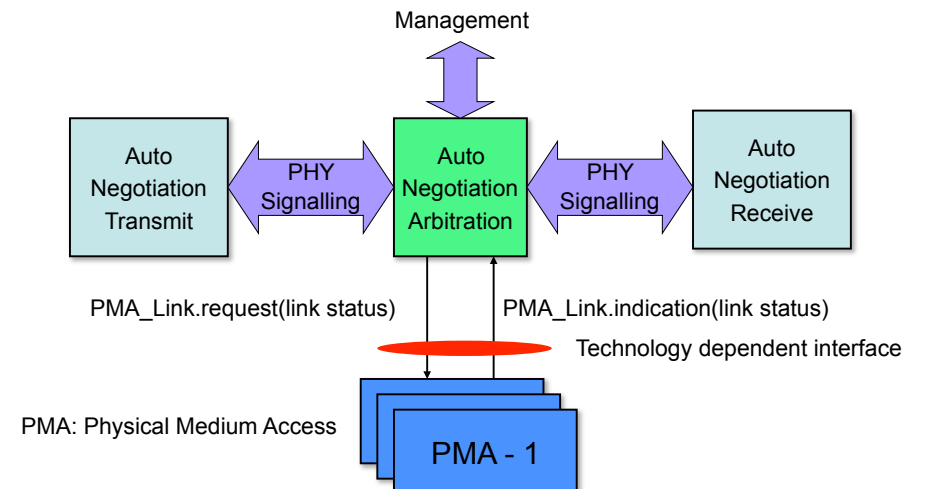 Management
Auto
Negotiation
Transmit
PHY
Signalling
Auto
Negotiation
Arbitration
PHY
Signalling
Auto
Negotiation
Receive
PMA_Link.request(link status)
PMA_Link.indication(link status)
Technology dependent interface
PMA: Physical Medium Access
PMA - 1